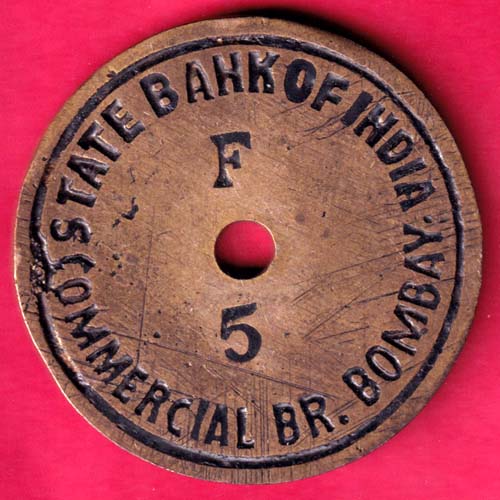 STATE BANK OF INDIA
F
5
COMMERCIAL BR. BOMBAY.